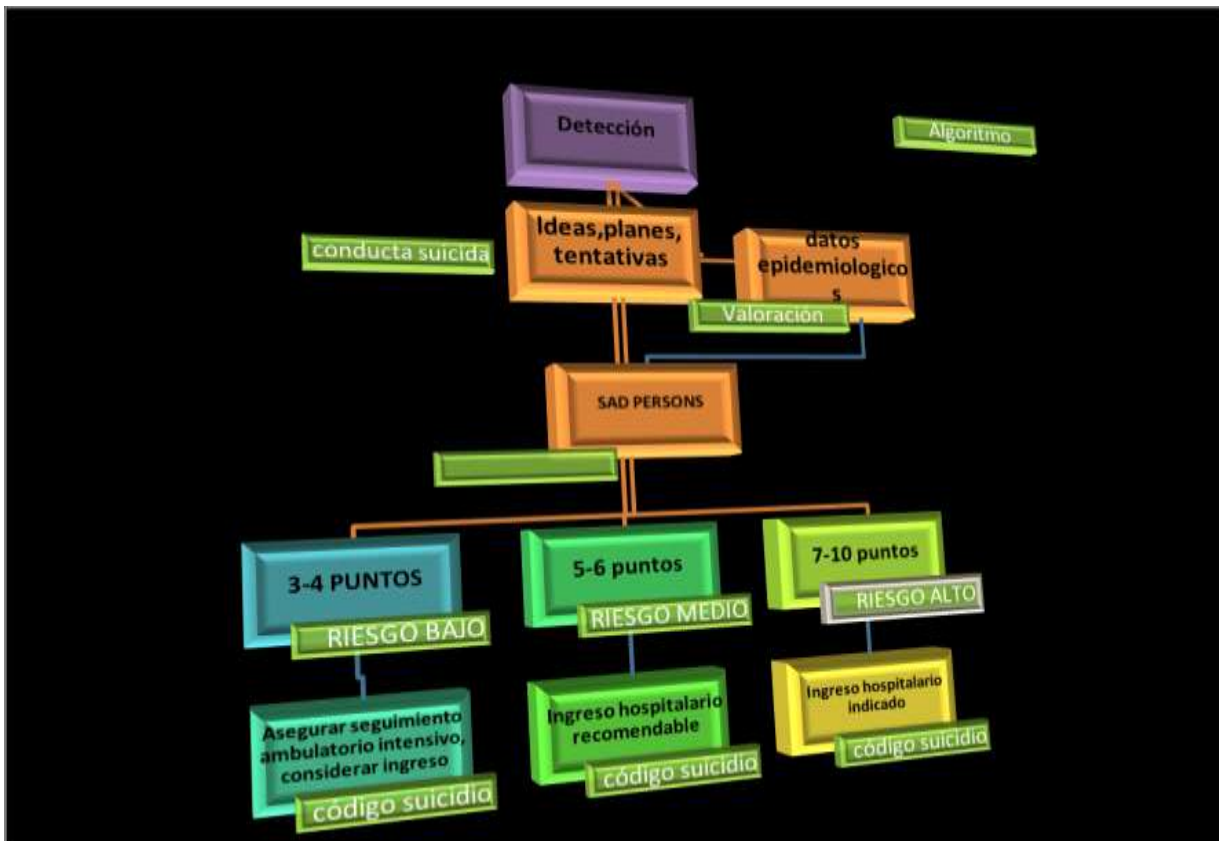 Detección
Algoritmo
Ideas,planes,
tentativas
conducta suicida
datos
epidemiologico
s
Valoración
SAD PERSONS
3-4 PUNTOS
RIESGO BAJO
5-6 puntos
RIESGO MEDIO
7-10 puntos
RIESGO ALTO
Asegurar seguimiento
ambulatorio intensivo,
considerar ingreso
código suicidio
Ingreso hospitalario
recomendable
código suicidio
Ingreso hospitalario
indicado
código suicidio